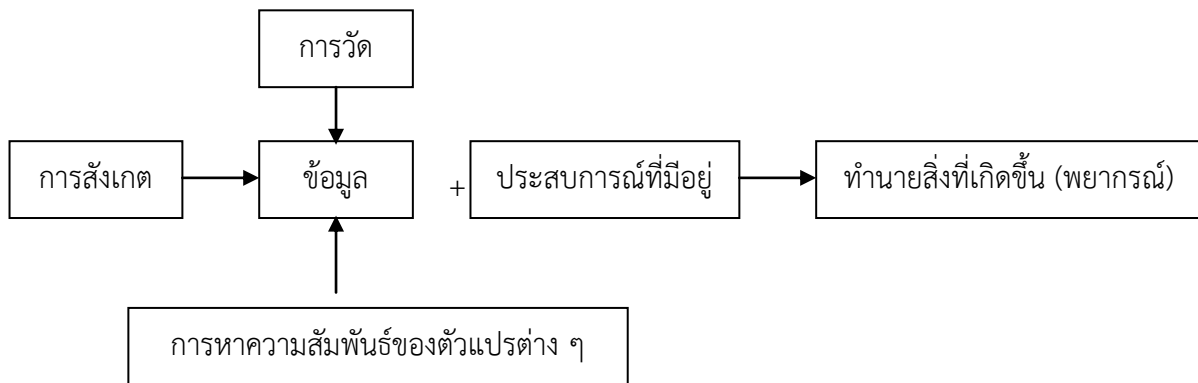 การวัด
การสังเกต
ข้อมูล
+
ประสบการณ์ที่มีอยู่
ทำนายสิ่งที่เกิดขึ้น (พยากรณ์)
การหาความสัมพันธ์ของตัวแปรต่าง ๆ